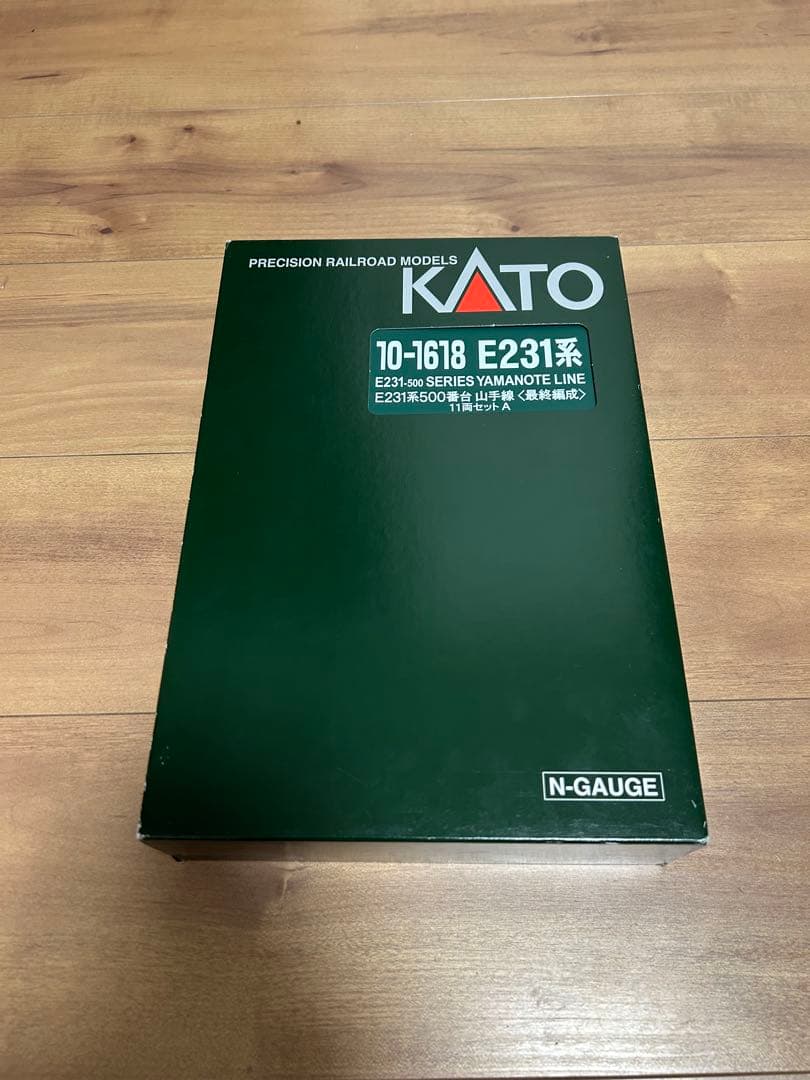 PRECISION RAILROAD MODELS
KATO
10-1618 E231系
E231-500 SERIES YAMANOTE LINE
E231系500番台 山手線〈最終編成〉
11両セット A
N-GAUGE